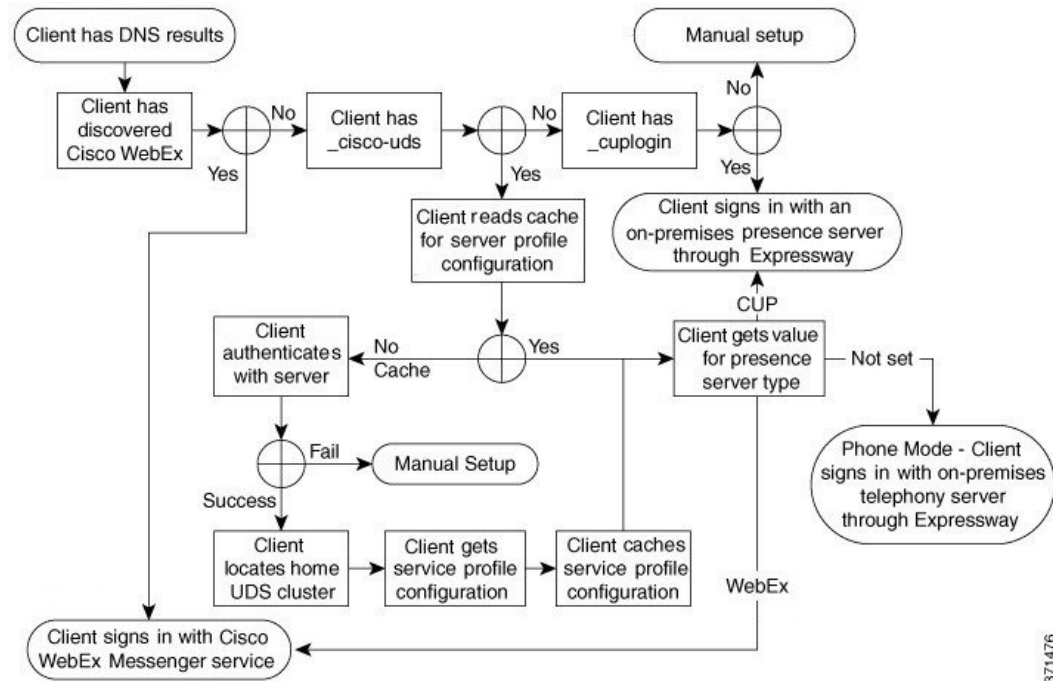 Client has DNS results
Manual setup
Client has
discovered
Cisco WebEx
No
Yes
Client has
_cisco-uds
No
Yes
Client has
_cuplogin
No
Yes
Client reads cache
for server profile
configuration
Client signs in with an
on-premises presence server
through Expressway
CUP
Client
authenticates
with server
No
Cache
Yes
Client gets value
for presence
server type
Not set
Fail
Manual Setup
Success
Phone Mode - Client
signs in with on-premises
telephony server
through Expressway
Client
locates home
UDS cluster
Client gets
service profile
configuration
Client caches
service profile
configuration
WebEx
Client signs in with Cisco
WebEx Messenger service
371476